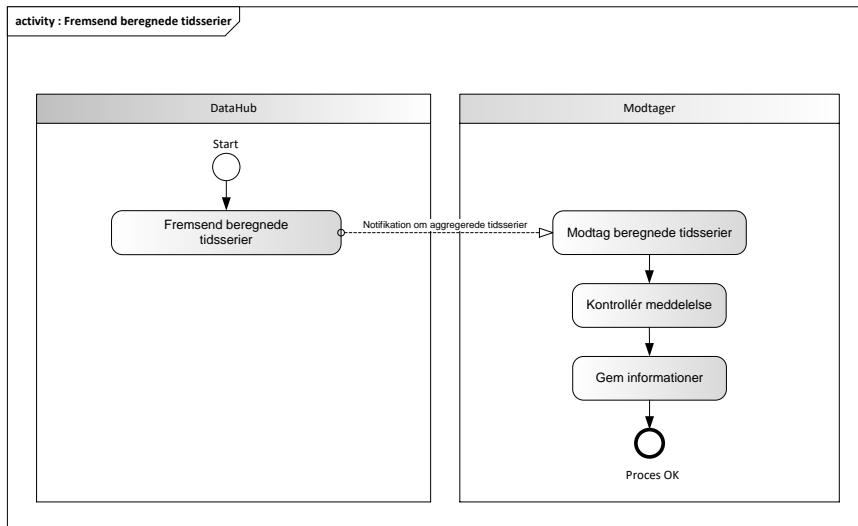 activity : Fremsend beregnede tidsserier
DataHub
Modtager
Start
Fremsend beregnede
tidsserier
Notifikation om aggregerede tidsserier
Modtag beregnede tidsserier
Kontrollér meddelelse
Gem informationer
Proces OK